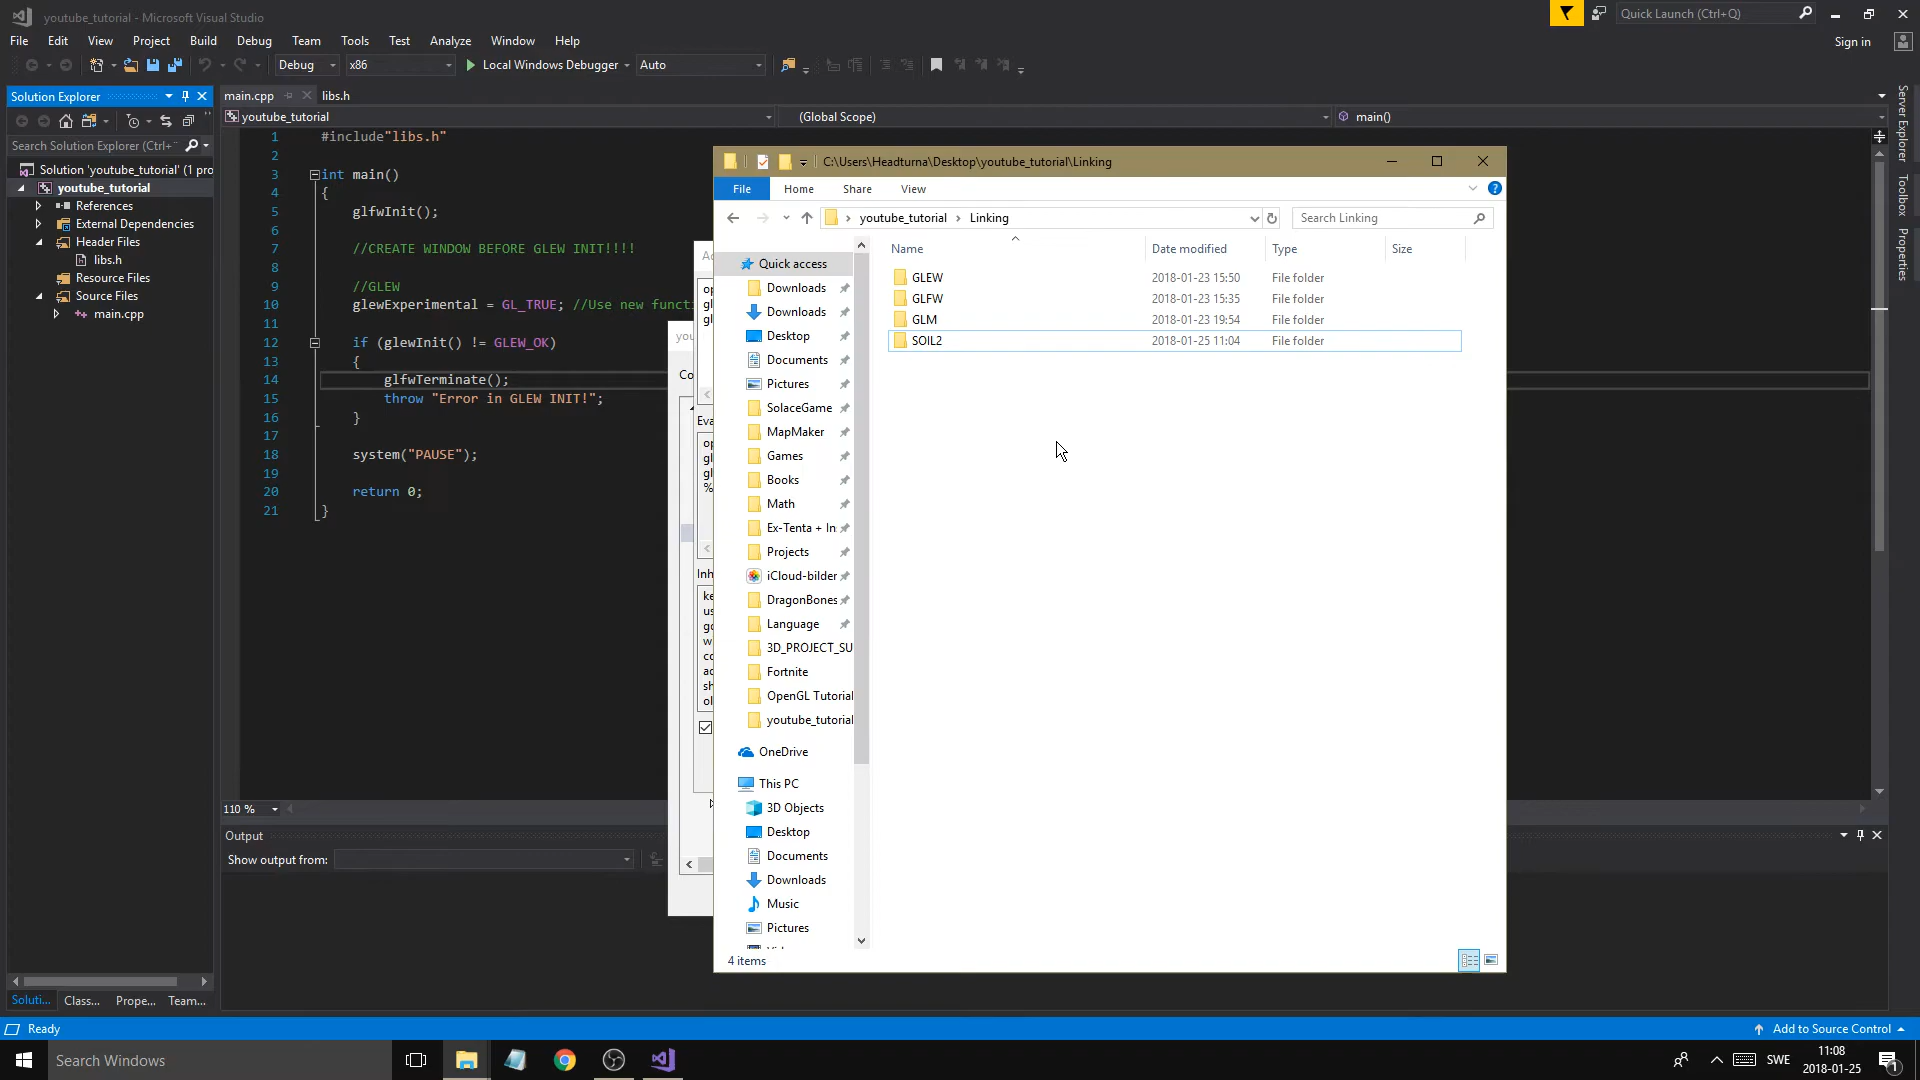 youtube_tutorial - Microsoft Visual Studio
Quick Launch (Ctrl+Q)
File Edit View Project Build Debug Team Tools Test Analyze Window Help
Sign in
Debug x86 Local Windows Debugger Auto
Solution Explorer
main.cpp libs.h
youtube_tutorial (Global Scope) main()
Search Solution Explorer (Ctrl+
Solution 'youtube_tutorial' (1 pro
youtube_tutorial
References
External Dependencies
Header Files
libs.h
Resource Files
Source Files
main.cpp
1 #include"libs.h"
2
3 int main()
4 {
5 glfwInit();
6
7 //CREATE WINDOW BEFORE GLEW INIT!!!!
8
9 //GLEW
10 glewExperimental = GL_TRUE; //Use new functi
11
12 if (glewInit() != GLEW_OK)
13 {
14 glfwTerminate();
15 throw "Error in GLEW INIT!";
16 }
17
18 system("PAUSE");
19
20 return 0;
21 }
C:\Users\Headturna\Desktop\youtube_tutorial\Linking
File Home Share View
youtube_tutorial Linking
Search Linking
Name Date modified Type Size
GLEW 2018-01-23 15:50 File folder
GLFW 2018-01-23 15:35 File folder
GLM 2018-01-23 19:54 File folder
SOIL2 2018-01-25 11:04 File folder
Quick access
Downloads
Downloads
Desktop
Documents
Pictures
SolaceGame
MapMaker
Games
Books
Math
Ex-Tenta + In
Projects
iCloud-bilder
DragonBones
Language
3D_PROJECT_SU
Fortnite
OpenGL Tutorial
youtube_tutorial
OneDrive
This PC
3D Objects
Desktop
Documents
Downloads
Music
Pictures
4 items
110 %
Output
Show output from:
Soluti... Class... Prope... Team...
Server Explorer
Toolbox
Properties
Ready
Add to Source Control
Search Windows
SWE
11:08
2018-01-25
1